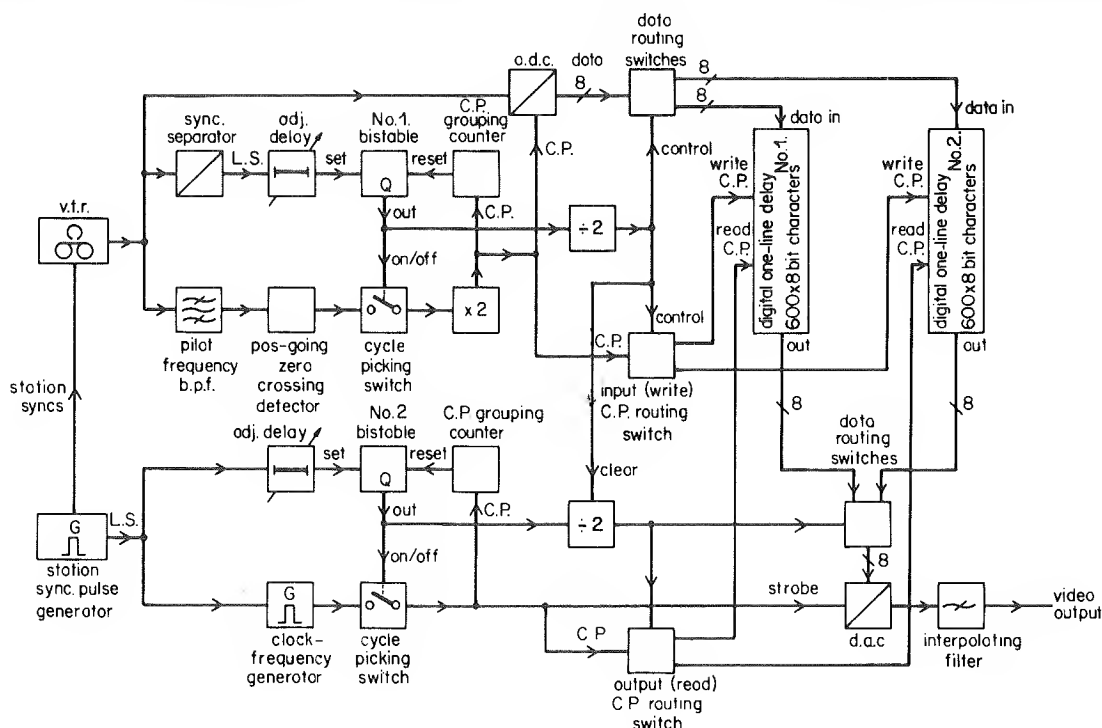 data
routing
switches
a.d.c.
data
8
8
8
C.P.
grouping
counter
sync.
separator
adj.
delay
No.1.
bistable
L.S.
set
reset
Q
C.P.
control
data in
data in
write
C.P.
read
C.P.
digital one-line delay No.1.
600x8 bit characters
write
C.P.
read
C.P.
digital one-line delay No.2.
600x8 bit characters
v.t.r.
out
C.P.
÷2
on/off
x2
control
C.P.
out
out
pilot
frequency
b.p.f.
pos-going
zero
crossing
detector
cycle
picking
switch
input (write)
C.P. routing
switch
8
8
station
syncs
adj. delay
No.2
bistable
C.P grouping
counter
data
routing
switches
set
reset
Q
clear
out
C.P.
÷2
8
L.S.
G
station
sync. pulse
generator
on/off
strobe
G
clock-
frequency
generator
cycle
picking
switch
C P
output (read)
C P routing
switch
d.a.c
interpolating
filter
video
output